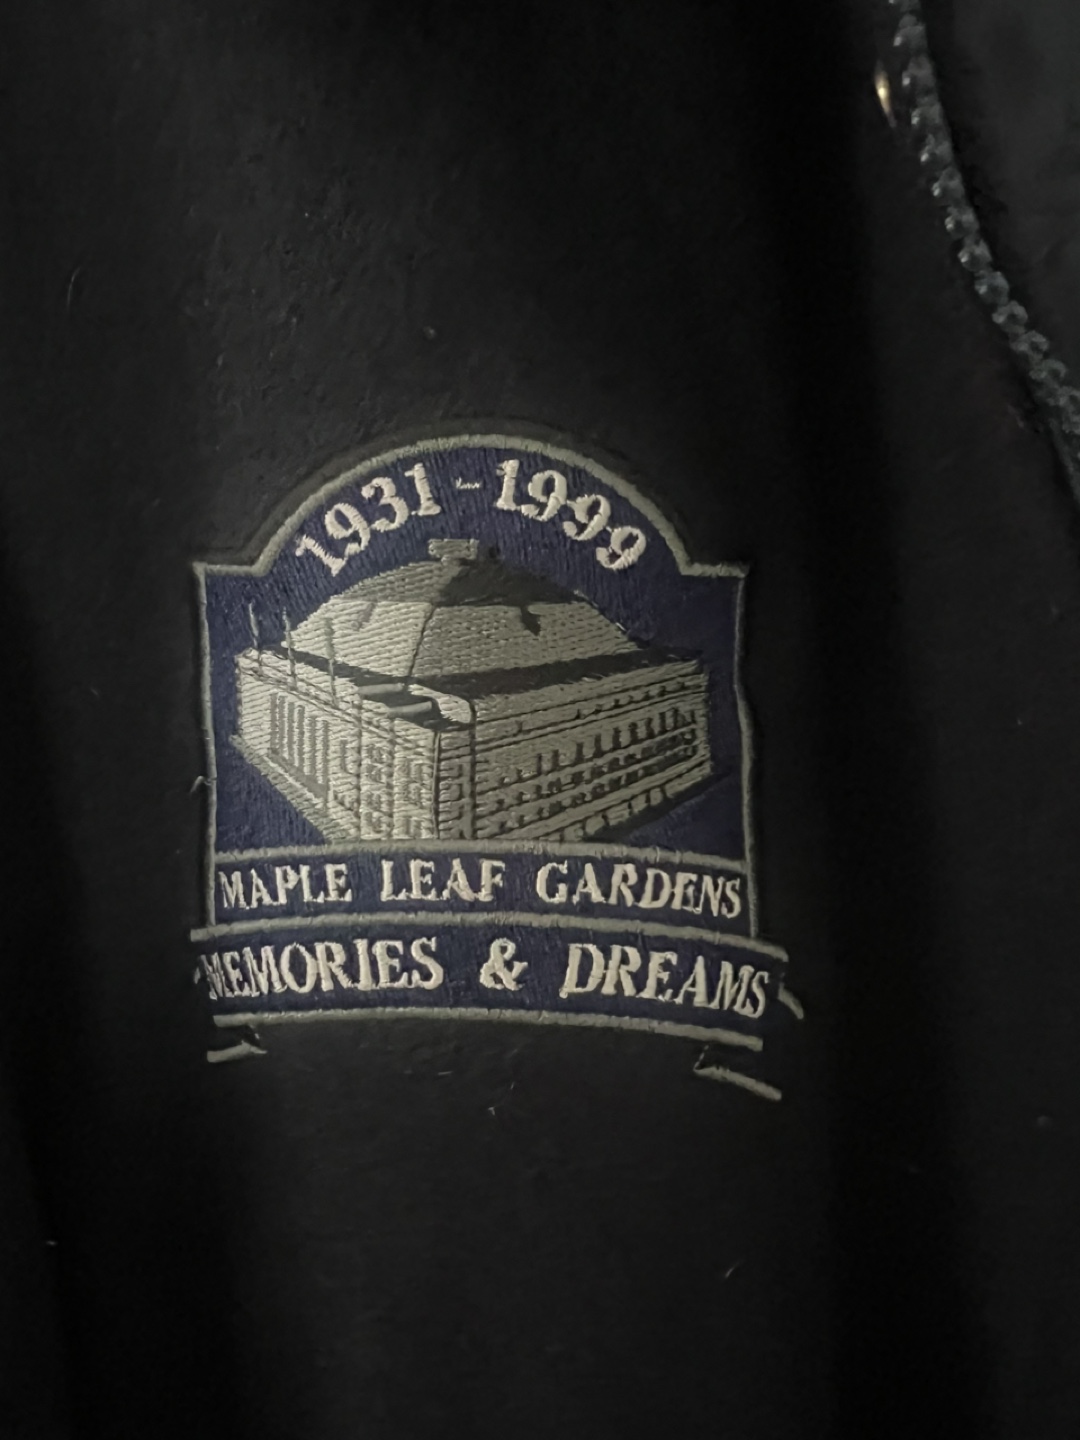 1931 - 1999
MAPLE LEAF GARDENS
MEMORIES & DREAMS